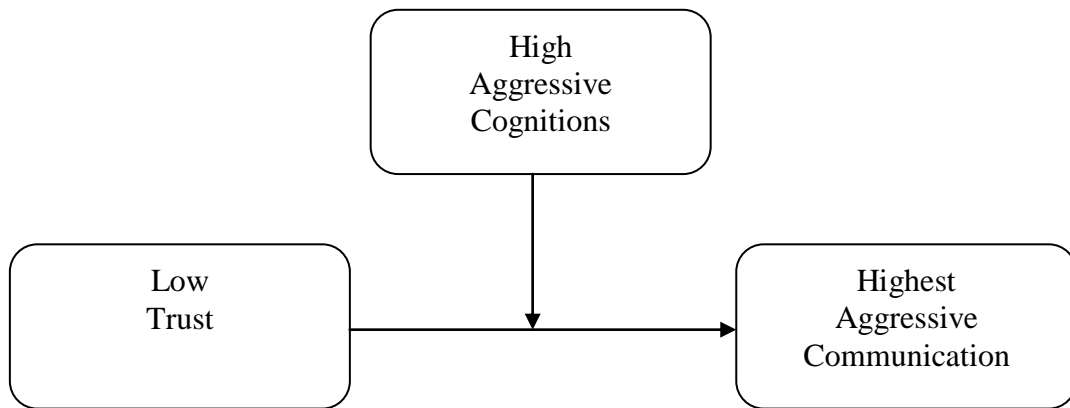 High
Aggressive
Cognitions
Low
Trust
Highest
Aggressive
Communication